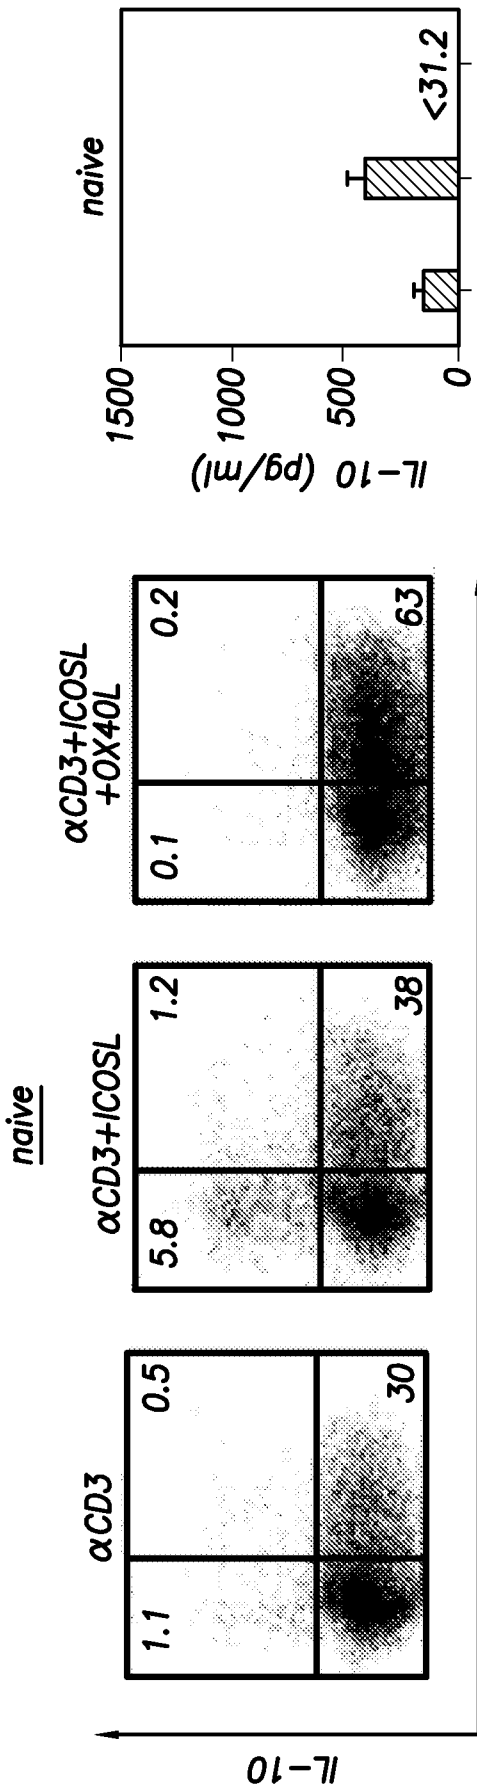 naive
αCD3
αCD3+ICOSL
αCD3+ICOSL
+OX40L
1.1
0.5
30
5.8
1.2
38
0.1
0.2
63
IL-10
naive
1500
1000
500
0
IL-10 (pg/ml)
<31.2